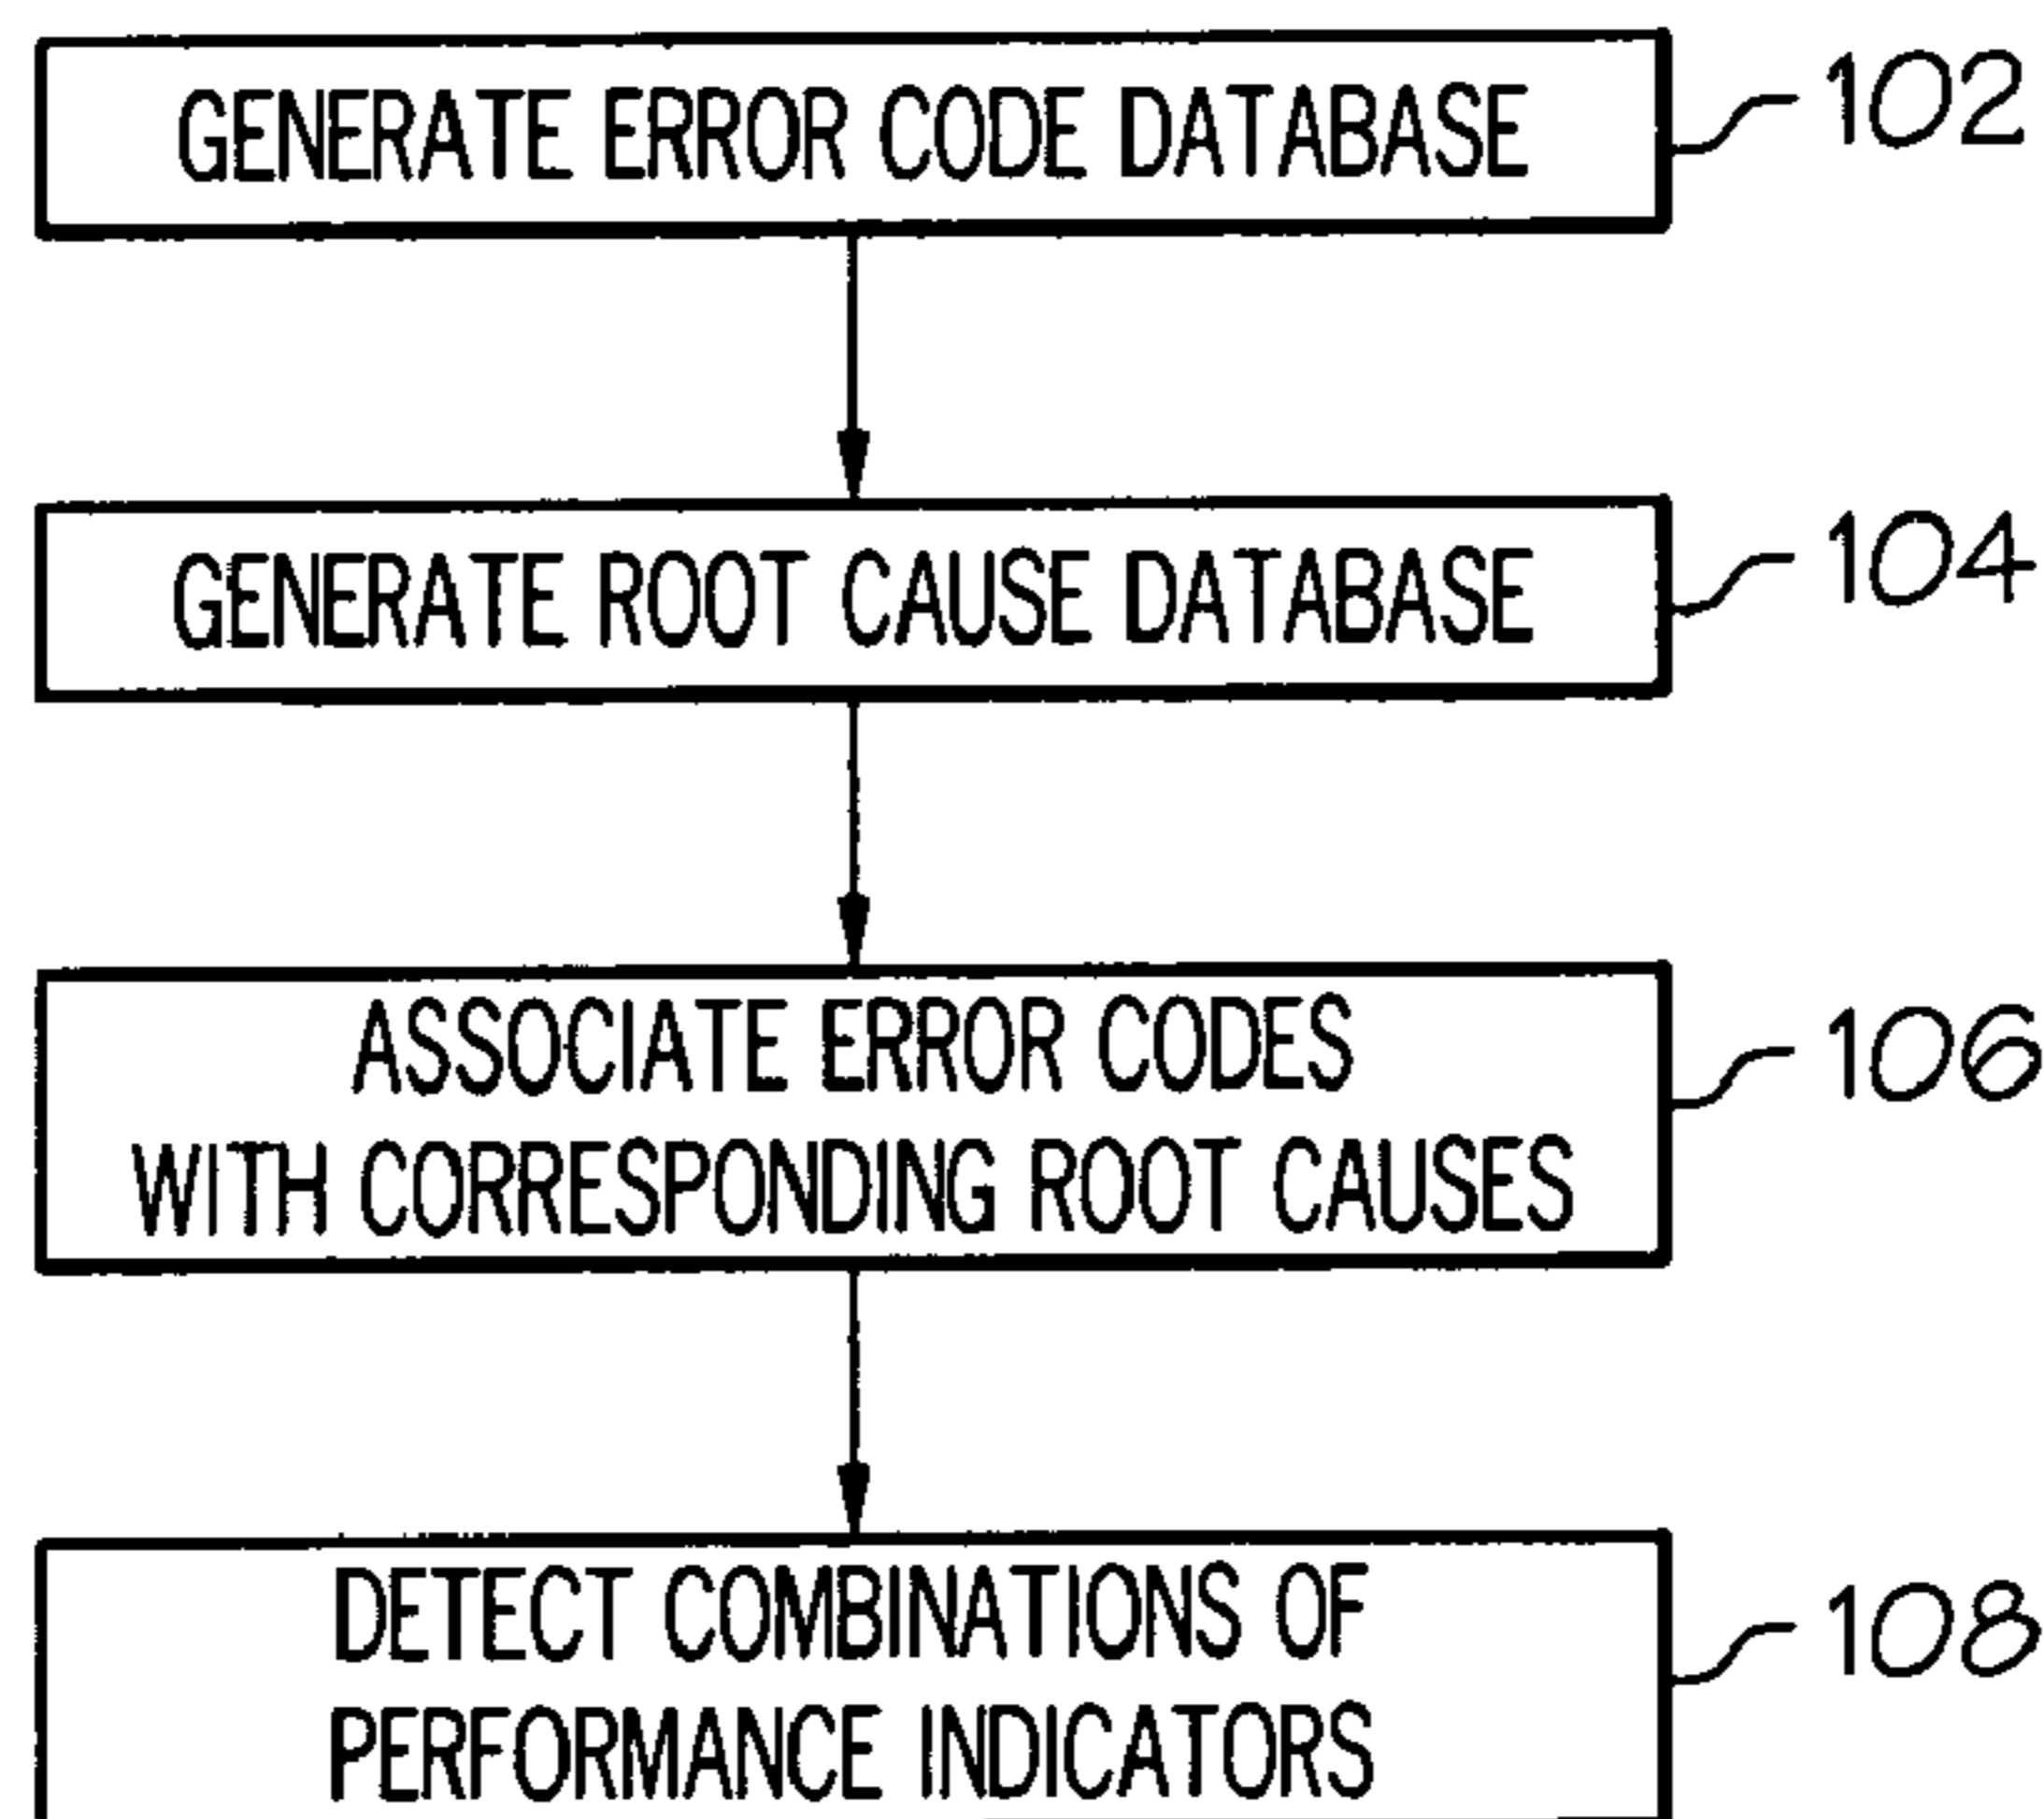 GENERATE ERROR CODE DATABASE
102
GENERATE ROOT CAUSE DATABASE
104
ASSOCIATE ERROR CODES
WITH CORRESPONDING ROOT CAUSES
106
DETECT COMBINATIONS OF
PERFORMANCE INDICATORS
108